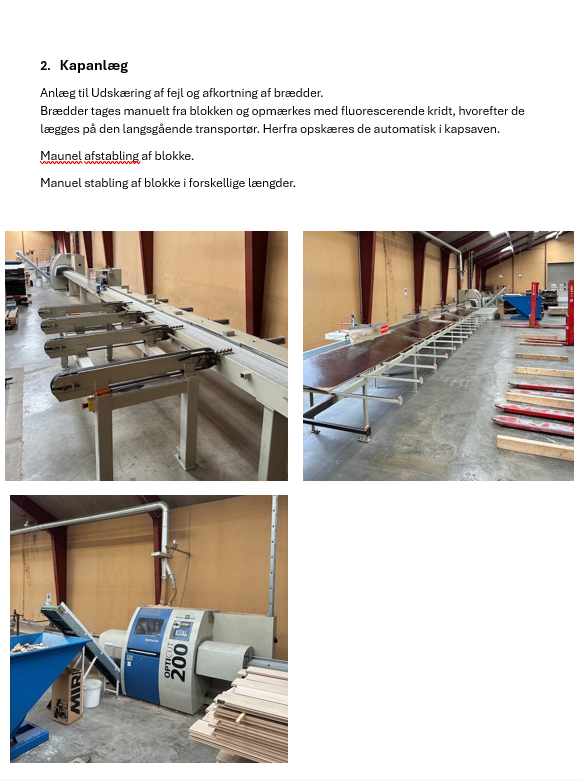 2. Kapanlæg
Anlæg til Udskæring af fejl og afkortning af brædder.
Brædder tages manuelt fra blokken og opmærkes med fluorescerende kridt, hvorefter de
lægges på den langsgående transportør. Herfra opskæres de automatisk i kapsaven.
Maunel afstabling af blokke.
Manuel stabling af blokke i forskellige længder.
OPTICUT
200